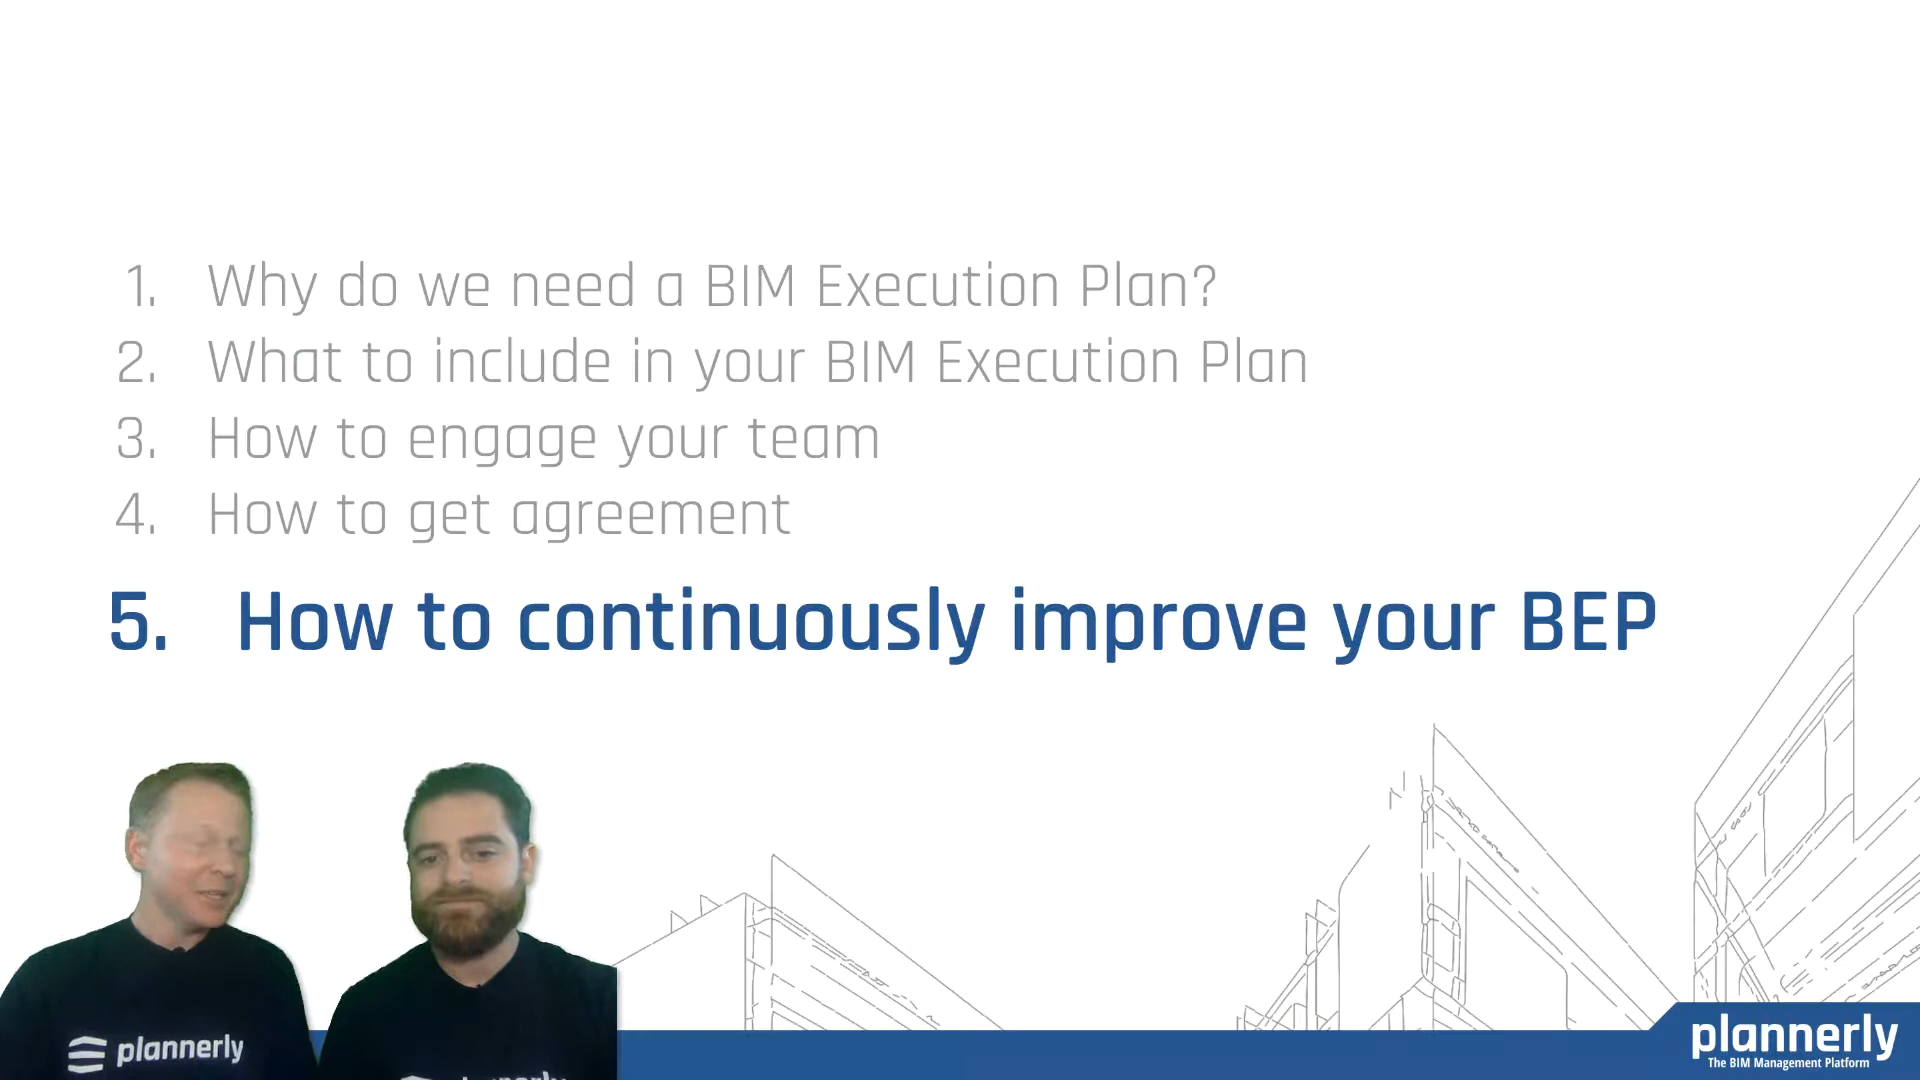 1. Why do we need a BIM Execution Plan?
2. What to include in your BIM Execution Plan
3. How to engage your team
4. How to get agreement
5. How to continuously improve your BEP
plannerly
plannerly
plannerly
The BIM Management Platform